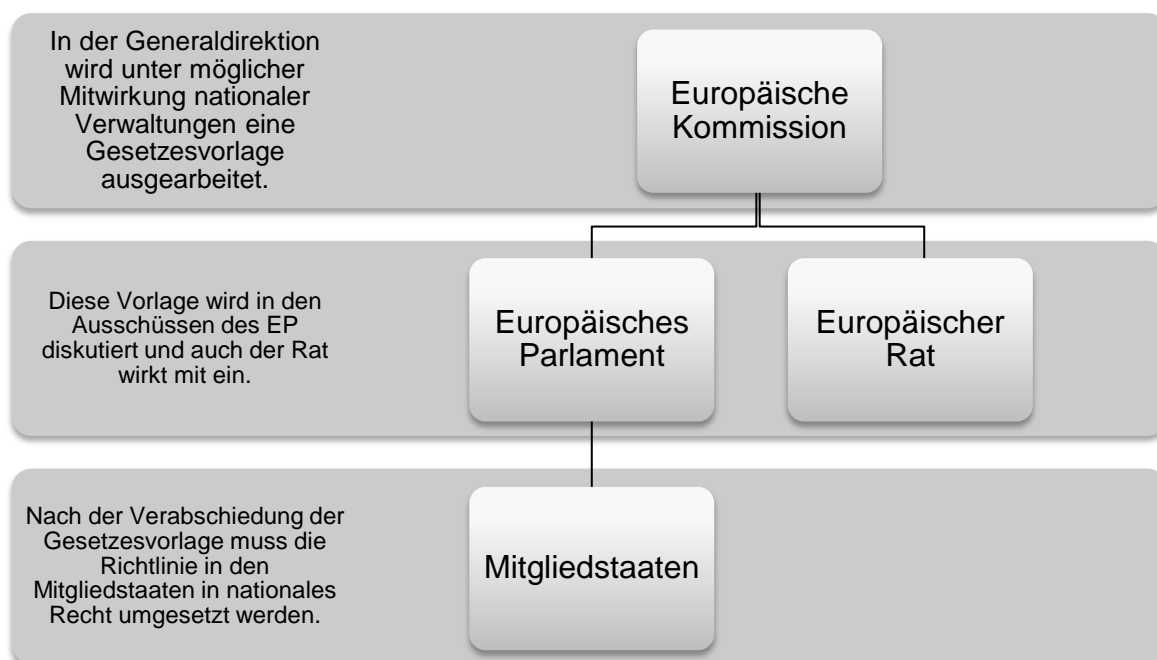 In der Generaldirektion
wird unter möglicher
Mitwirkung nationaler
Verwaltungen eine
Gesetzesvorlage
ausgearbeitet.
Europäische
Kommission
Diese Vorlage wird in den
Ausschüssen des EP
diskutiert und auch der Rat
wirkt mit ein.
Europäisches
Parlament
Europäischer
Rat
Nach der Verabschiedung der
Gesetzesvorlage muss die
Richtlinie in den
Mitgliedstaaten in nationales
Recht umgesetzt werden.
Mitgliedstaaten